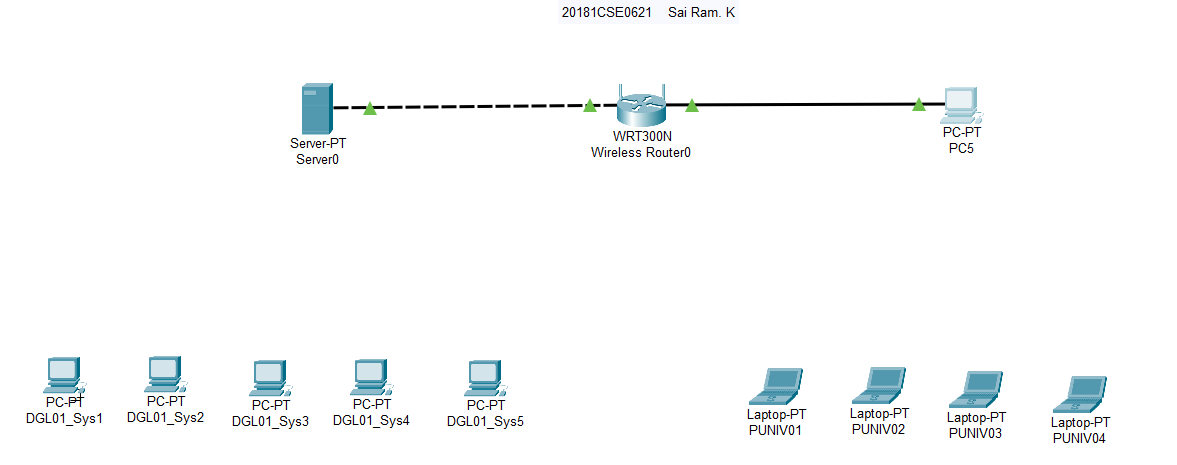 20181CSE0621 Sai Ram. K
Server-PT
Server0
WRT300N
Wireless Router0
PC-PT
PC5
PC-PT
DGL01_Sys1
PC-PT
DGL01_Sys2
PC-PT
DGL01_Sys3
PC-PT
DGL01_Sys4
PC-PT
DGL01_Sys5
Laptop-PT
PUNIV01
Laptop-PT
PUNIV02
Laptop-PT
PUNIV03
Laptop-PT
PUNIV04